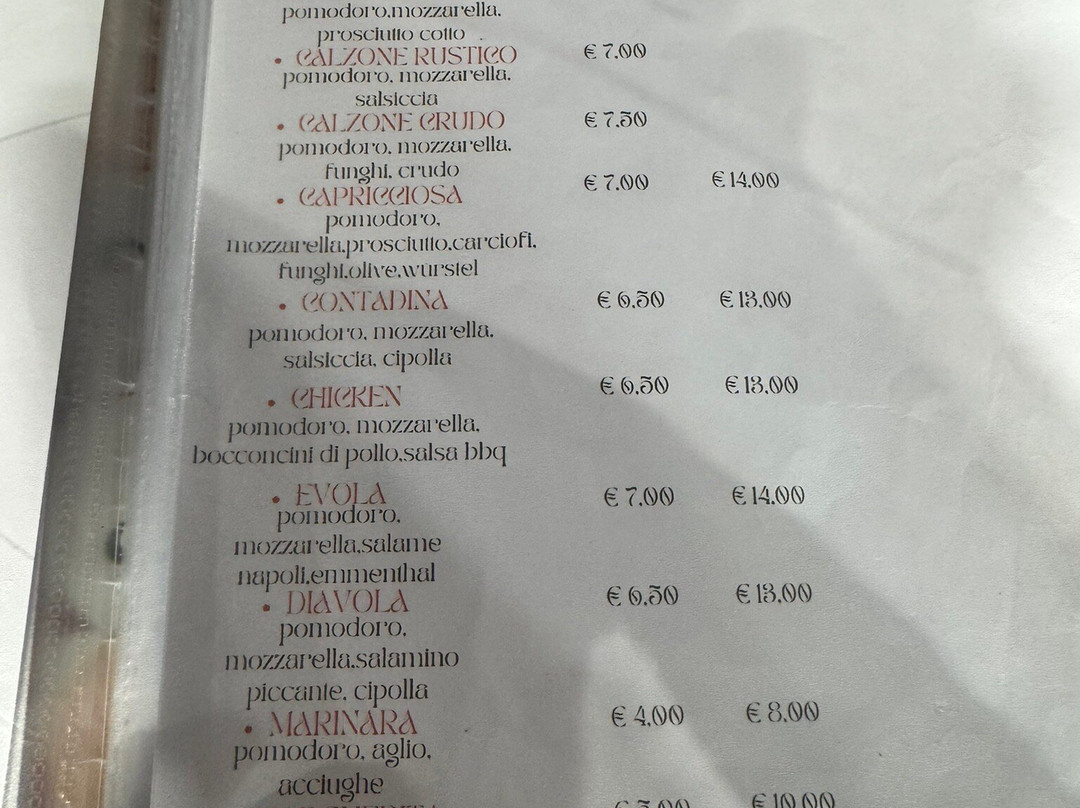 pomodoro,mozzarella,
prosciutto cotto
• CALZONE RUSTICO € 7,00
pomodoro, mozzarella,
salsiccia
• CALZONE CRUDO € 7,50
pomodoro, mozzarella,
funghi, crudo
• CAPRICCIOSA € 7,00 € 14,00
pomodoro,
mozzarella,prosciutto,carciofi,
funghi,olive,wurstel
• CONTADINA € 6,50 € 13,00
pomodoro, mozzarella,
salsiccia, cipolla
• CHICKEN € 6,50 € 13,00
pomodoro, mozzarella,
bocconcini di pollo,salsa bbq
• EVOLA € 7,00 € 14,00
pomodoro,
mozzarella,salame
napoli,emmenthal
• DIAVOLA € 6,50 € 13,00
pomodoro,
mozzarella,salamino
piccante, cipolla
• MARINARA € 4,00 € 8,00
pomodoro, aglio,
acciughe
€ 5,00 € 10,00